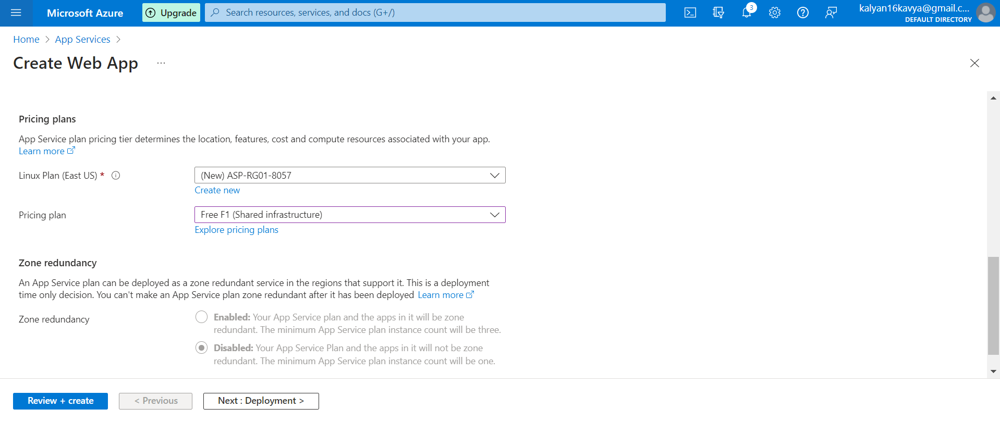 Microsoft Azure
Upgrade
Search resources, services, and docs (G+/)
3
kalyan16kavya@gmail.c...
DEFAULT DIRECTORY
Home > App Services >
Create Web App ...
Pricing plans
App Service plan pricing tier determines the location, features, cost and compute resources associated with your app.
Learn more
Linux Plan (East US) *
(New) ASP-RG01-8057
Create new
Pricing plan
Free F1 (Shared infrastructure)
Explore pricing plans
Zone redundancy
An App Service plan can be deployed as a zone redundant service in the regions that support it. This is a deployment
time only decision. You can't make an App Service plan zone redundant after it has been deployed Learn more
Zone redundancy
Enabled: Your App Service plan and the apps in it will be zone
redundant. The minimum App Service plan instance count will be three.
Disabled: Your App Service Plan and the apps in it will not be zone
redundant. The minimum App Service plan instance count will be one.
Review + create
< Previous
Next : Deployment >